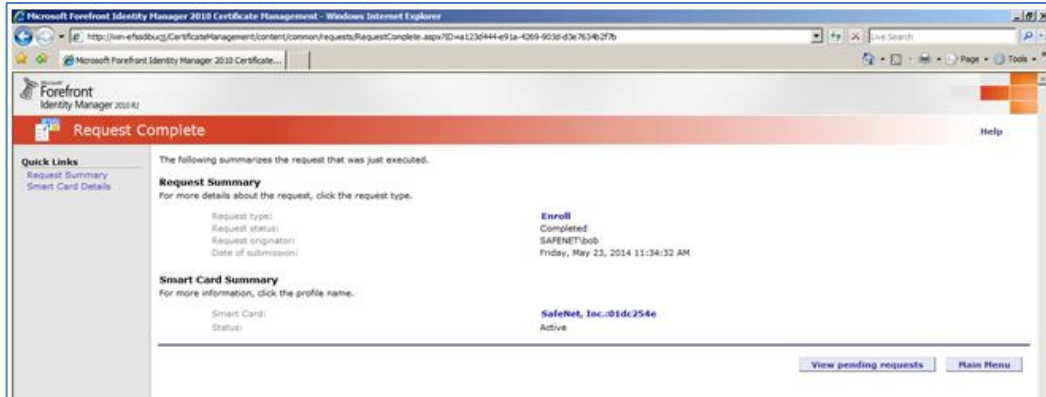 Microsoft Forefront Identity Manager 2010 Certificate Management - Windows Internet Explorer
Live Search
Microsoft Forefront Identity Manager 2010 Certificate...
Page
Tools
Microsoft
Forefront
Identity Manager 2010 R2
Request Complete
Help
Quick Links
Request Summary
Smart Card Details
The following summarizes the request that was just executed.
Request Summary
For more details about the request, click the request type.
Request type: Enroll
Request status: Completed
Request originator: SAFENET\bob
Date of submission: Friday, May 23, 2014 11:34:32 AM
Smart Card Summary
For more information, click the profile name.
Smart Card: SafeNet, Inc.:01dc254e
Status: Active
View pending requests
Main Menu